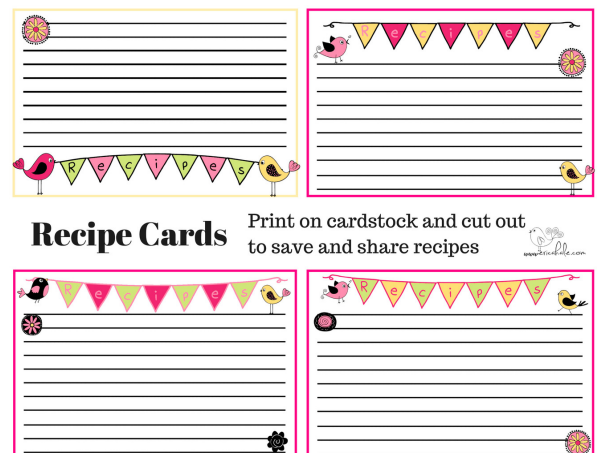 Recipes
Recipes
Recipe Cards
Print on cardstock and cut out
to save and share recipes
Recipes
Recipes